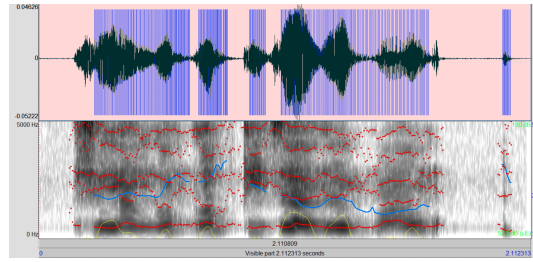 0.04626
0
-0.05222
5000 Hz
0 Hz
2.110809
0 Visible part 2.112313 seconds 2.112313